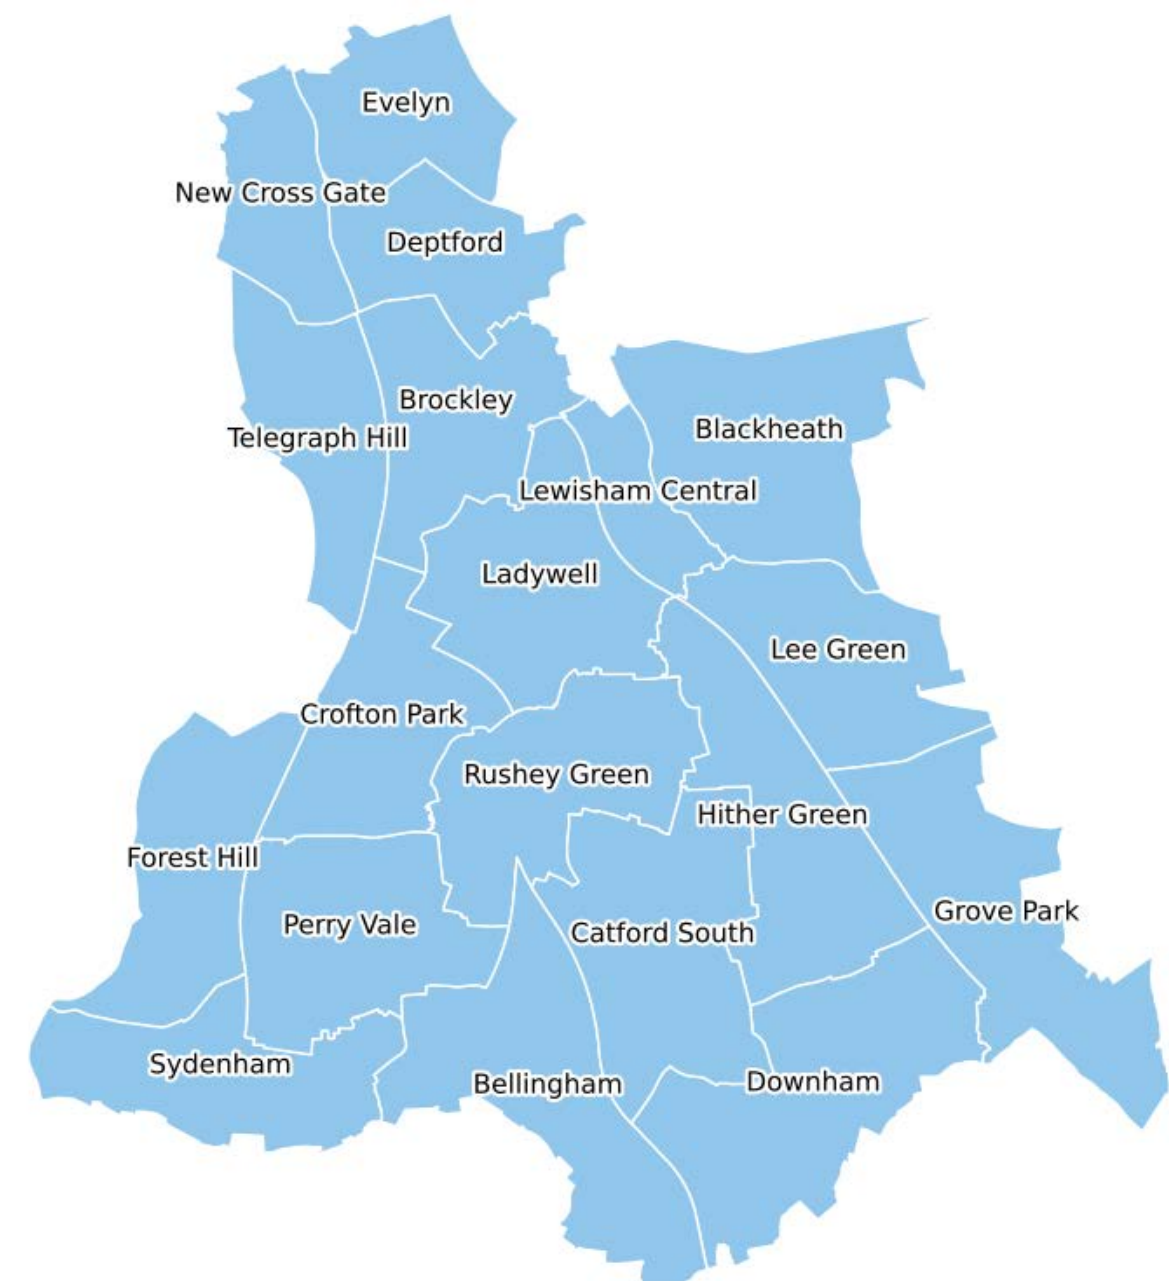 Evelyn
New Cross Gate
Deptford
Brockley
Blackheath
Telegraph Hill
Lewisham Central
Ladywell
Lee Green
Crofton Park
Rushey Green
Hither Green
Forest Hill
Grove Park
Perry Vale
Catford South
Sydenham
Downham
Bellingham